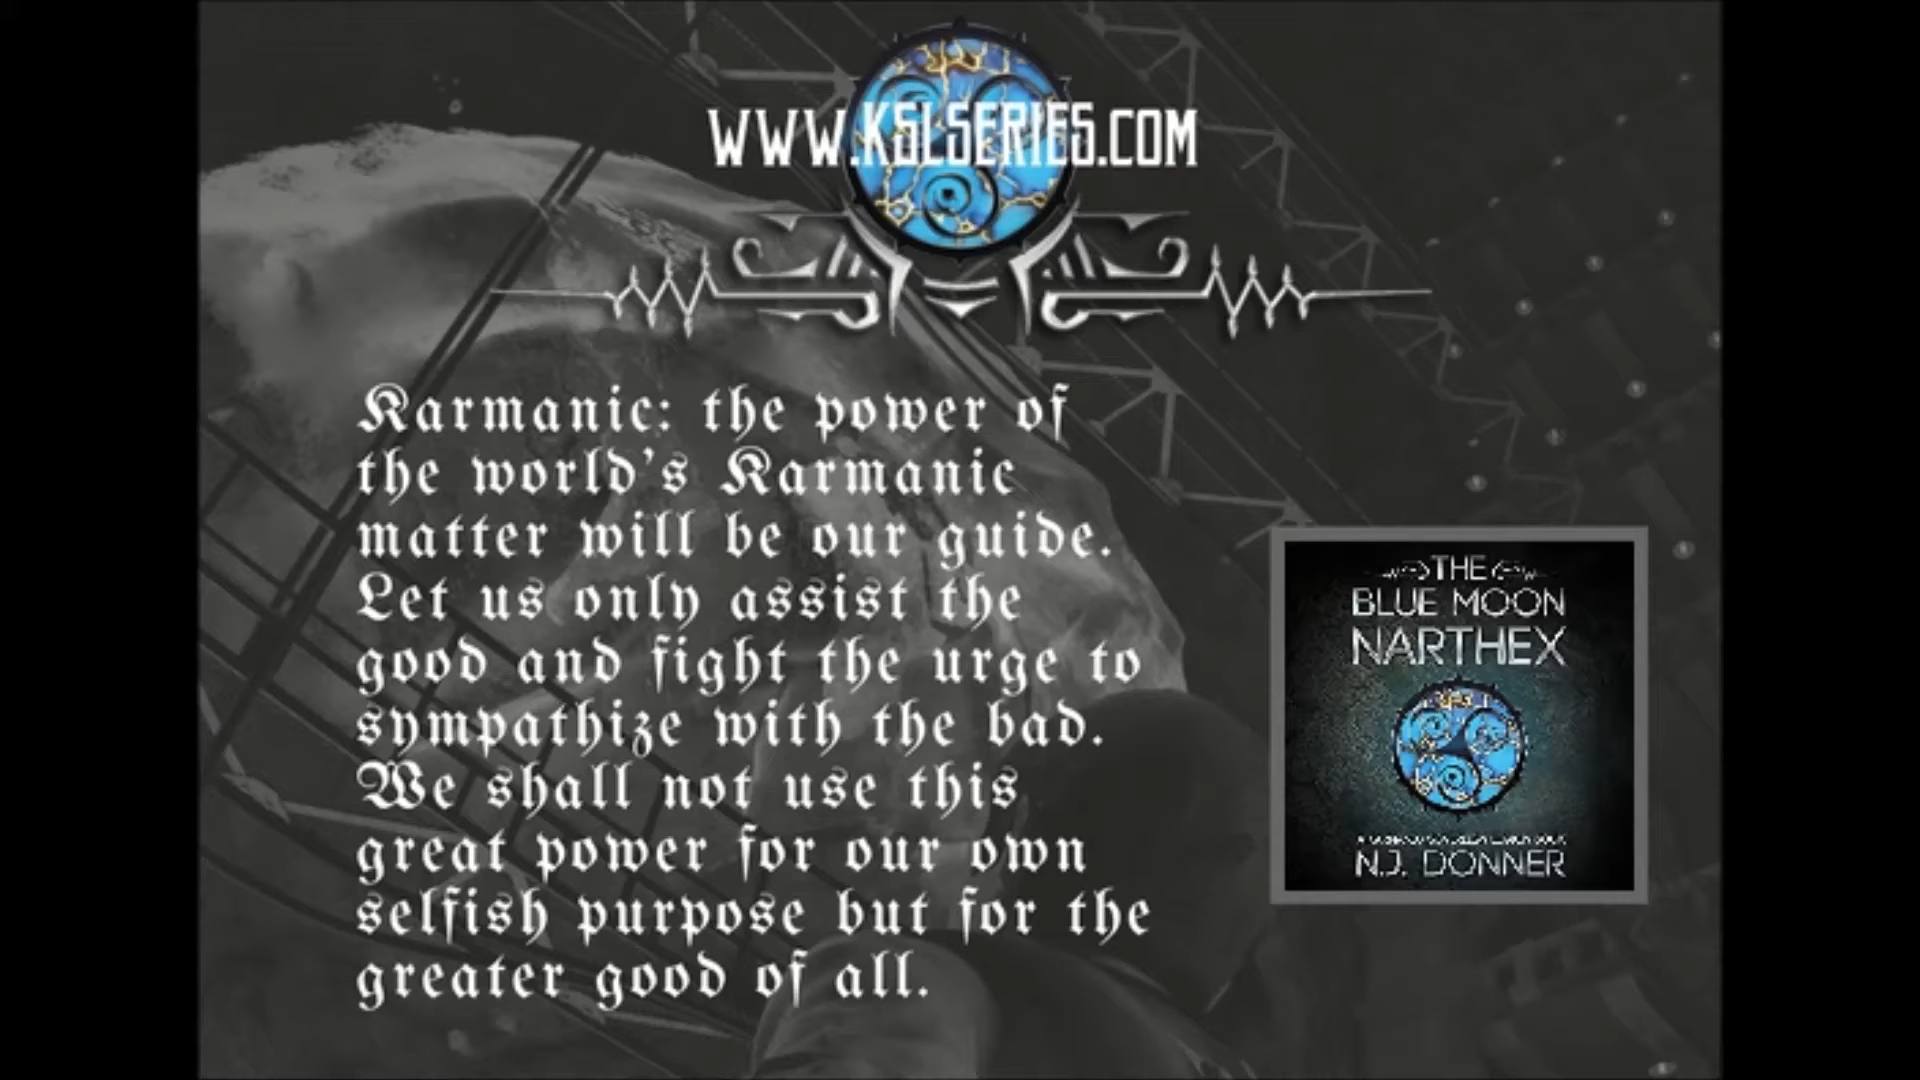 WWW.KSLSERIES.COM
Karmanic: the power of
the world's Karmanic
matter will be our guide.
Let us only assist the
good and fight the urge to
sympathize with the bad.
We shall not use this
great power for our own
selfish purpose but for the
greater good of all.
THE
BLUE MOON
NARTHEX
N.J. DONNER